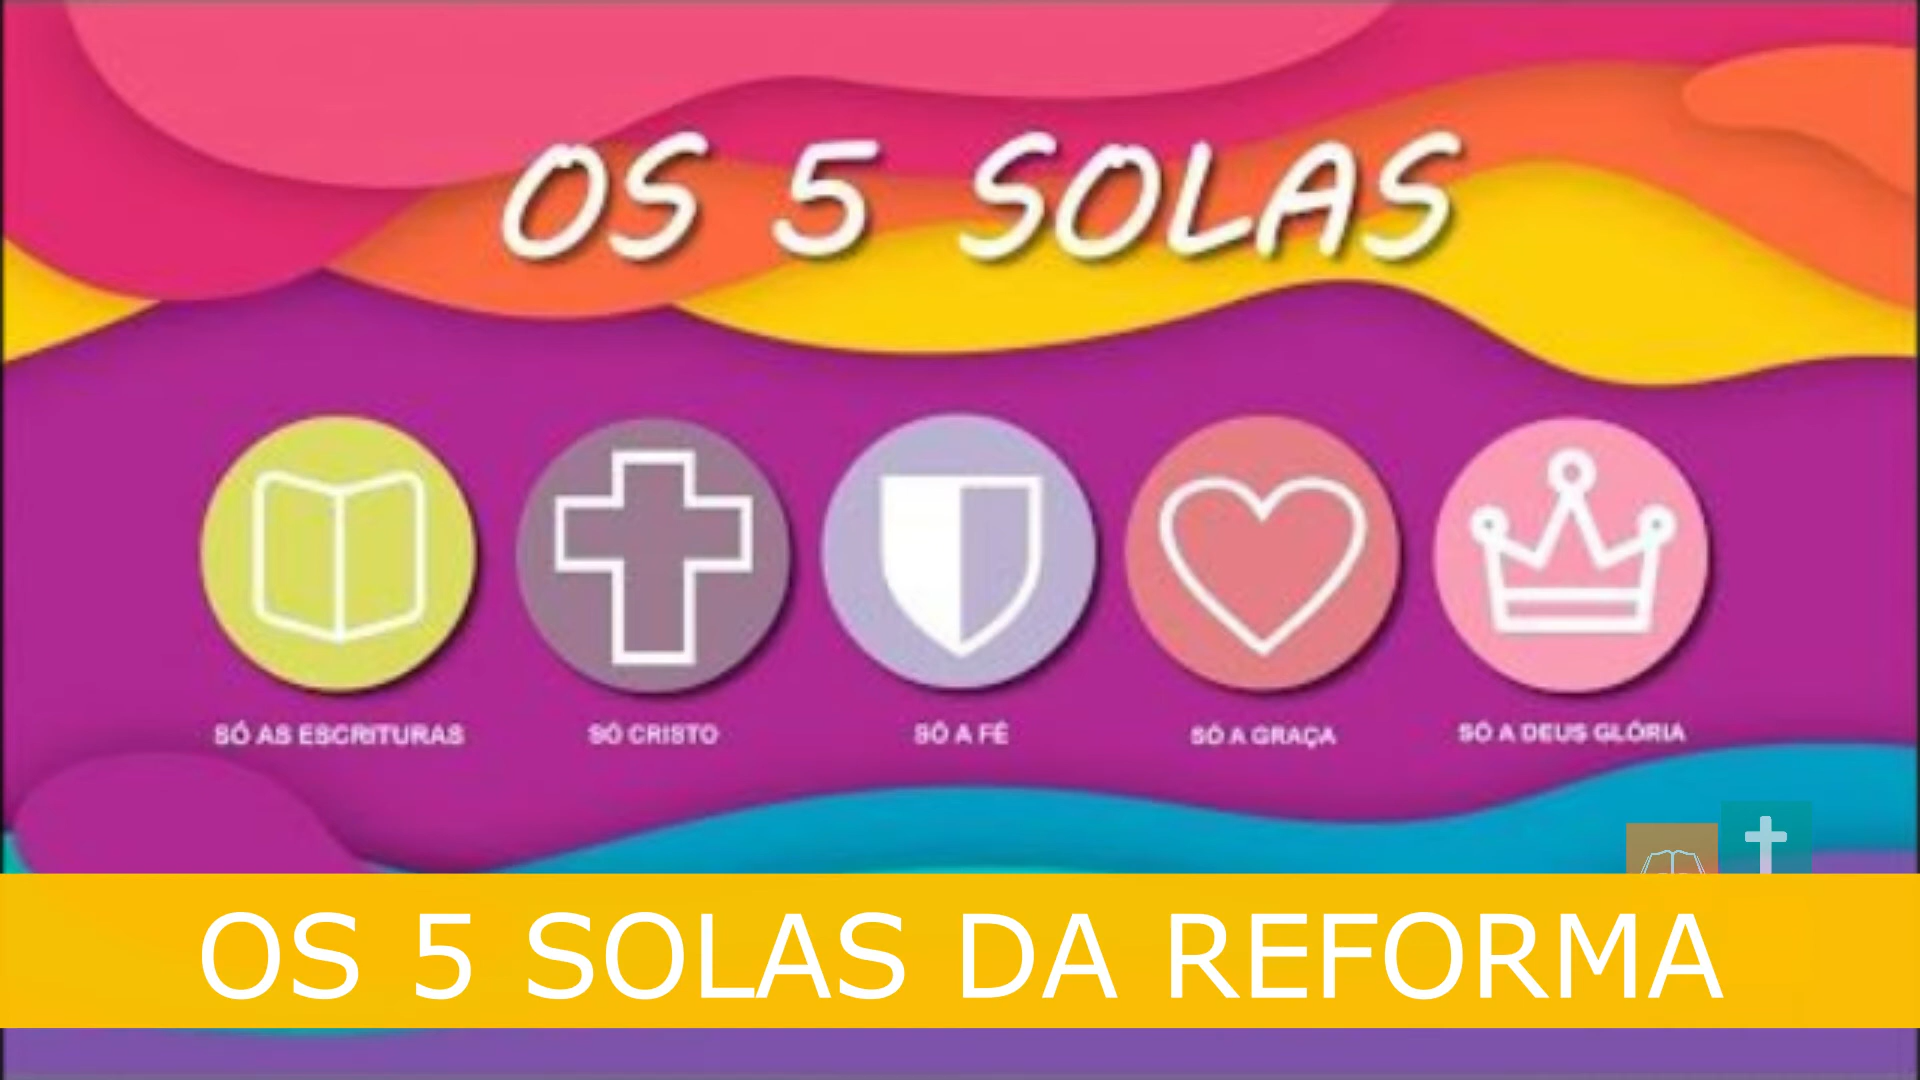 OS 5 SOLAS
SÓ AS ESCRITURAS
SÓ CRISTO
SÓ A FÉ
SÓ A GRAÇA
SÓ A DEUS GLÓRIA
OS 5 SOLAS DA REFORMA